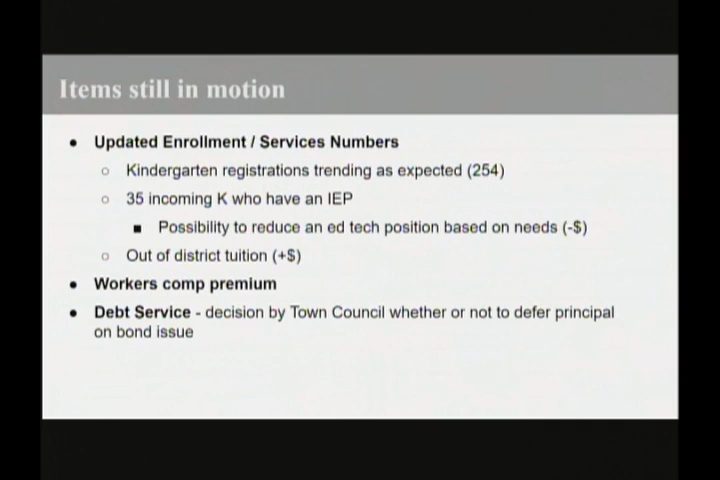 Items still in motion
● Updated Enrollment / Services Numbers
○ Kindergarten registrations trending as expected (254)
○ 35 incoming K who have an IEP
■ Possibility to reduce an ed tech position based on needs (-$)
○ Out of district tuition (+$)
● Workers comp premium
● Debt Service - decision by Town Council whether or not to defer principal
on bond issue